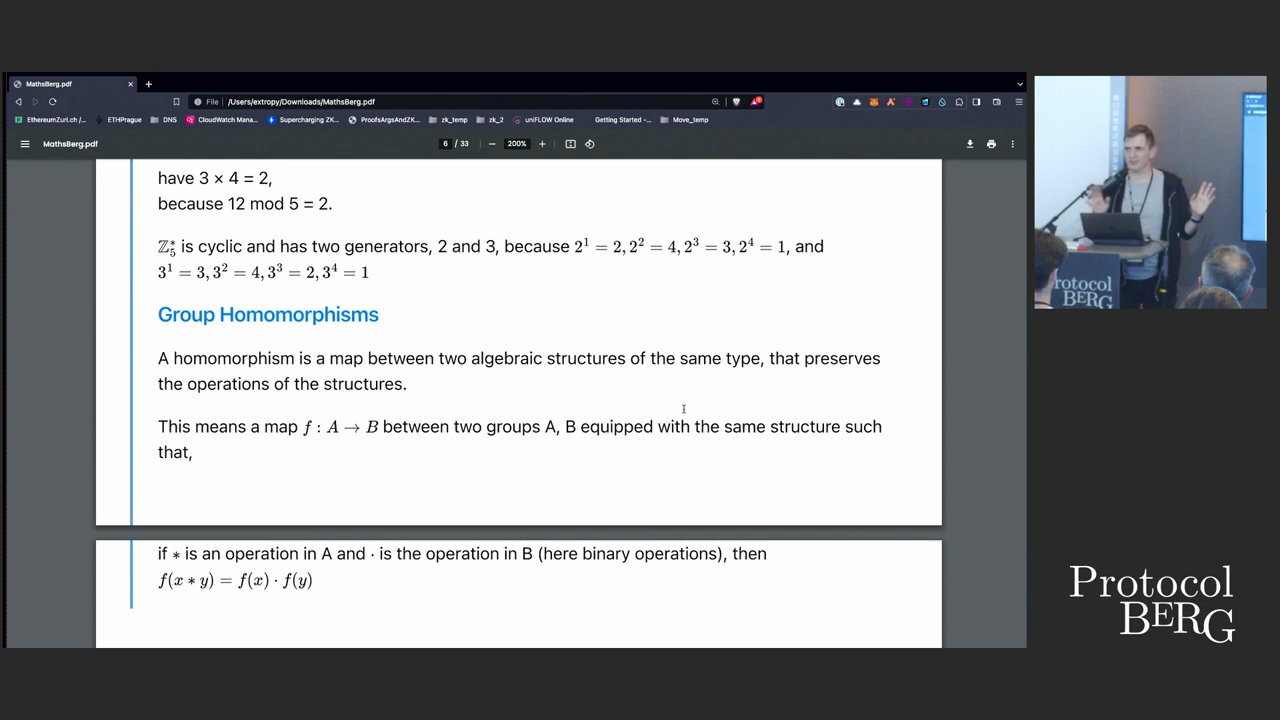 MathsBerg.pdf
File | /Users/extropy/Downloads/MathsBerg.pdf
EthereumZuri.ch /... ETHPrague DNS CloudWatch Mana... Supercharging ZK... ProofsArgsAndZK... zk_temp zk_2 uniFLOW Online Getting Started -... Move_temp
MathsBerg.pdf 6 / 33 200%
have 3 × 4 = 2,
because 12 mod 5 = 2.
ℤ₅* is cyclic and has two generators, 2 and 3, because 2¹ = 2, 2² = 4, 2³ = 3, 2⁴ = 1, and
3¹ = 3, 3² = 4, 3³ = 2, 3⁴ = 1
Group Homomorphisms
A homomorphism is a map between two algebraic structures of the same type, that preserves
the operations of the structures.
This means a map f : A → B between two groups A, B equipped with the same structure such
that,
if ∗ is an operation in A and · is the operation in B (here binary operations), then
f(x ∗ y) = f(x) · f(y)
Protocol
BERG
Protocol
BERG